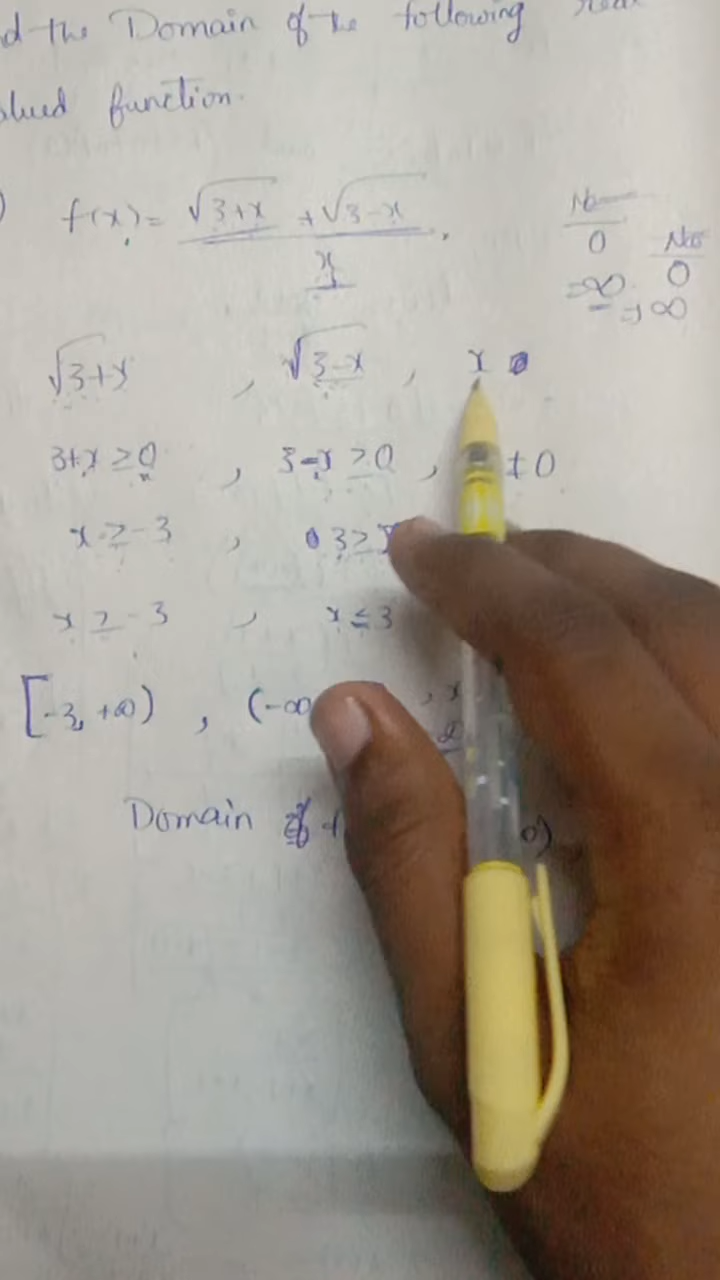 the Domain of the following
function.
f(x) = √3+x + √3-x / x
No / 0 = ∞
No / 0 = ∞
√3+x , √3-x , x
3+x ≥ 0 , 3-x ≥ 0 , ≠ 0
x ≥ -3 , 3 ≥
x ≥ -3 , x ≤ 3
[-3, +∞) , (-∞ , x
Domain of